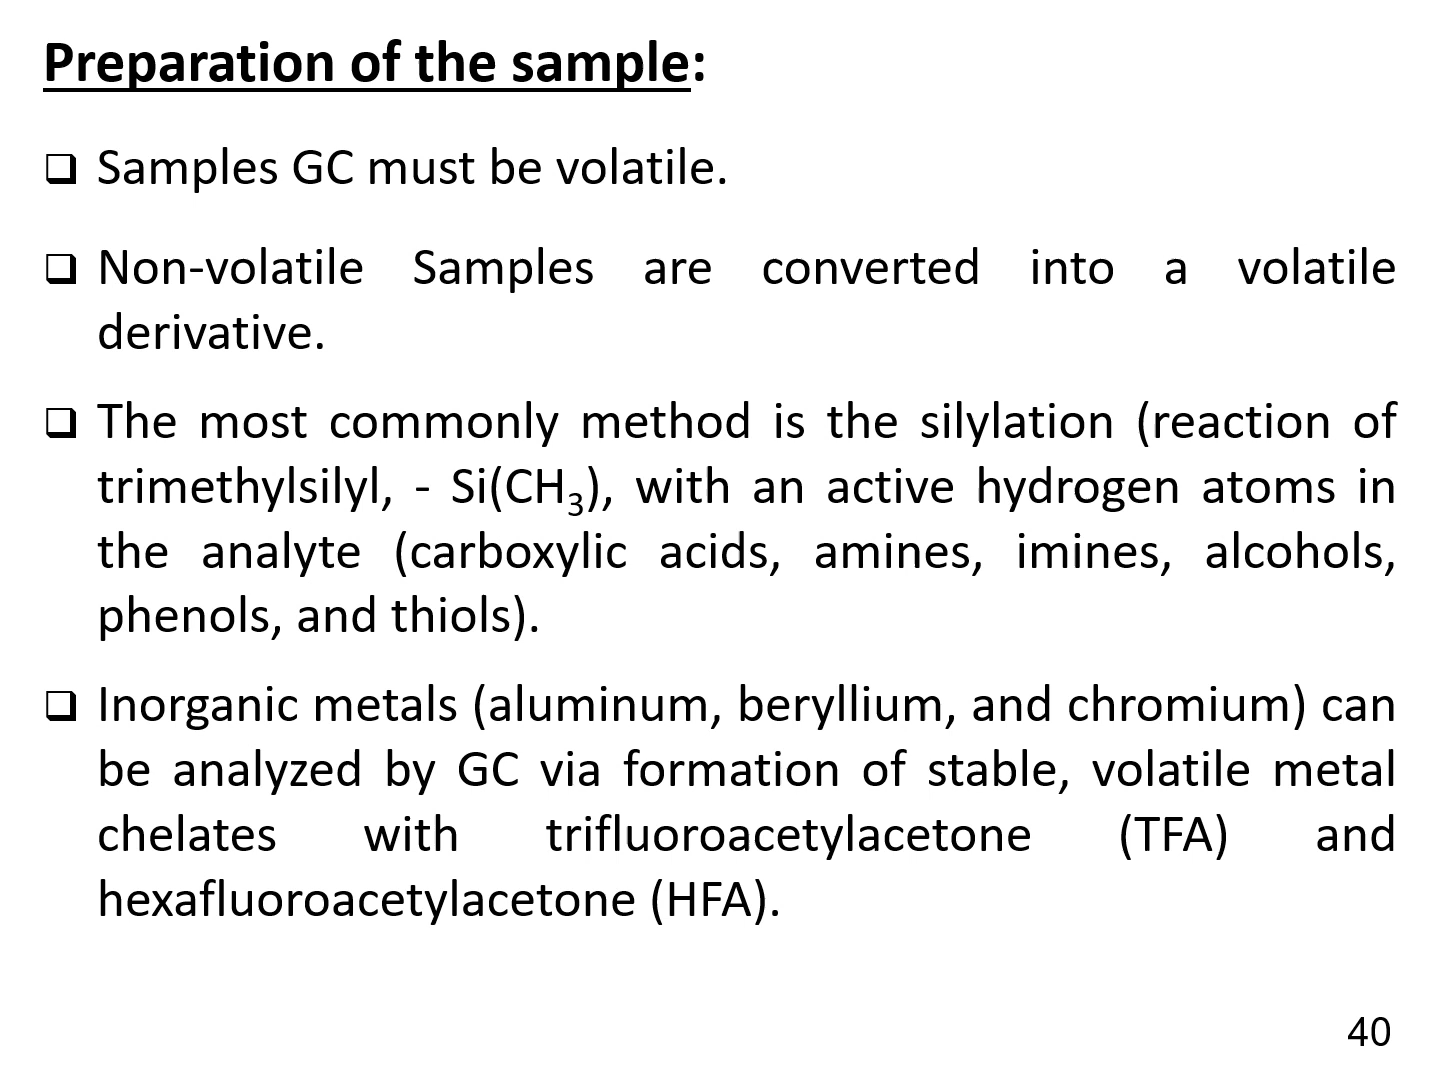 Preparation of the sample:
❑ Samples GC must be volatile.
❑ Non-volatile Samples are converted into a volatile
derivative.
❑ The most commonly method is the silylation (reaction of
trimethylsilyl, - Si(CH₃), with an active hydrogen atoms in
the analyte (carboxylic acids, amines, imines, alcohols,
phenols, and thiols).
❑ Inorganic metals (aluminum, beryllium, and chromium) can
be analyzed by GC via formation of stable, volatile metal
chelates with trifluoroacetylacetone (TFA) and
hexafluoroacetylacetone (HFA).
40